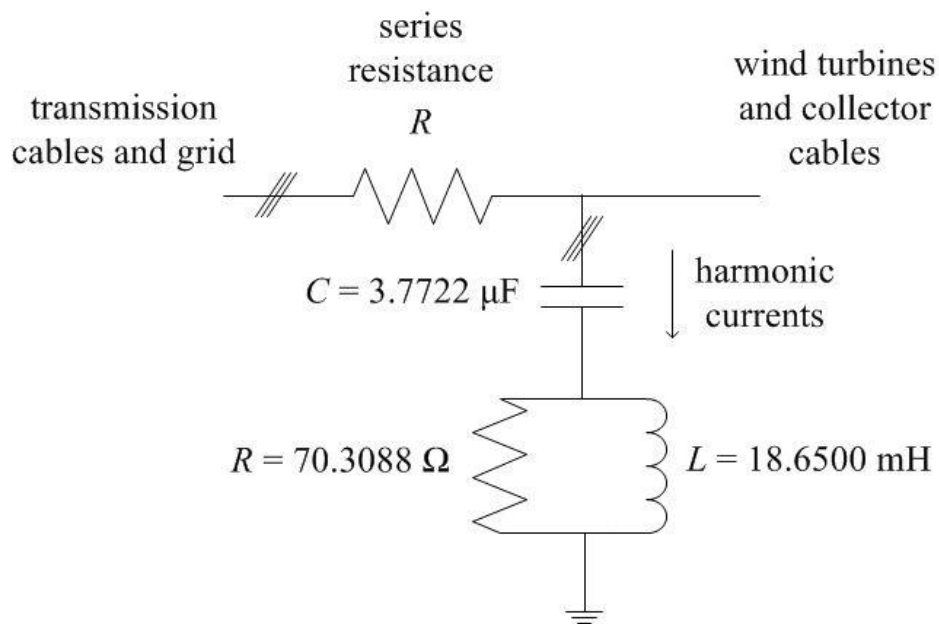 series
resistance
R
transmission
cables and grid
wind turbines
and collector
cables
C = 3.7722 μF
harmonic
currents
R = 70.3088 Ω
L = 18.6500 mH